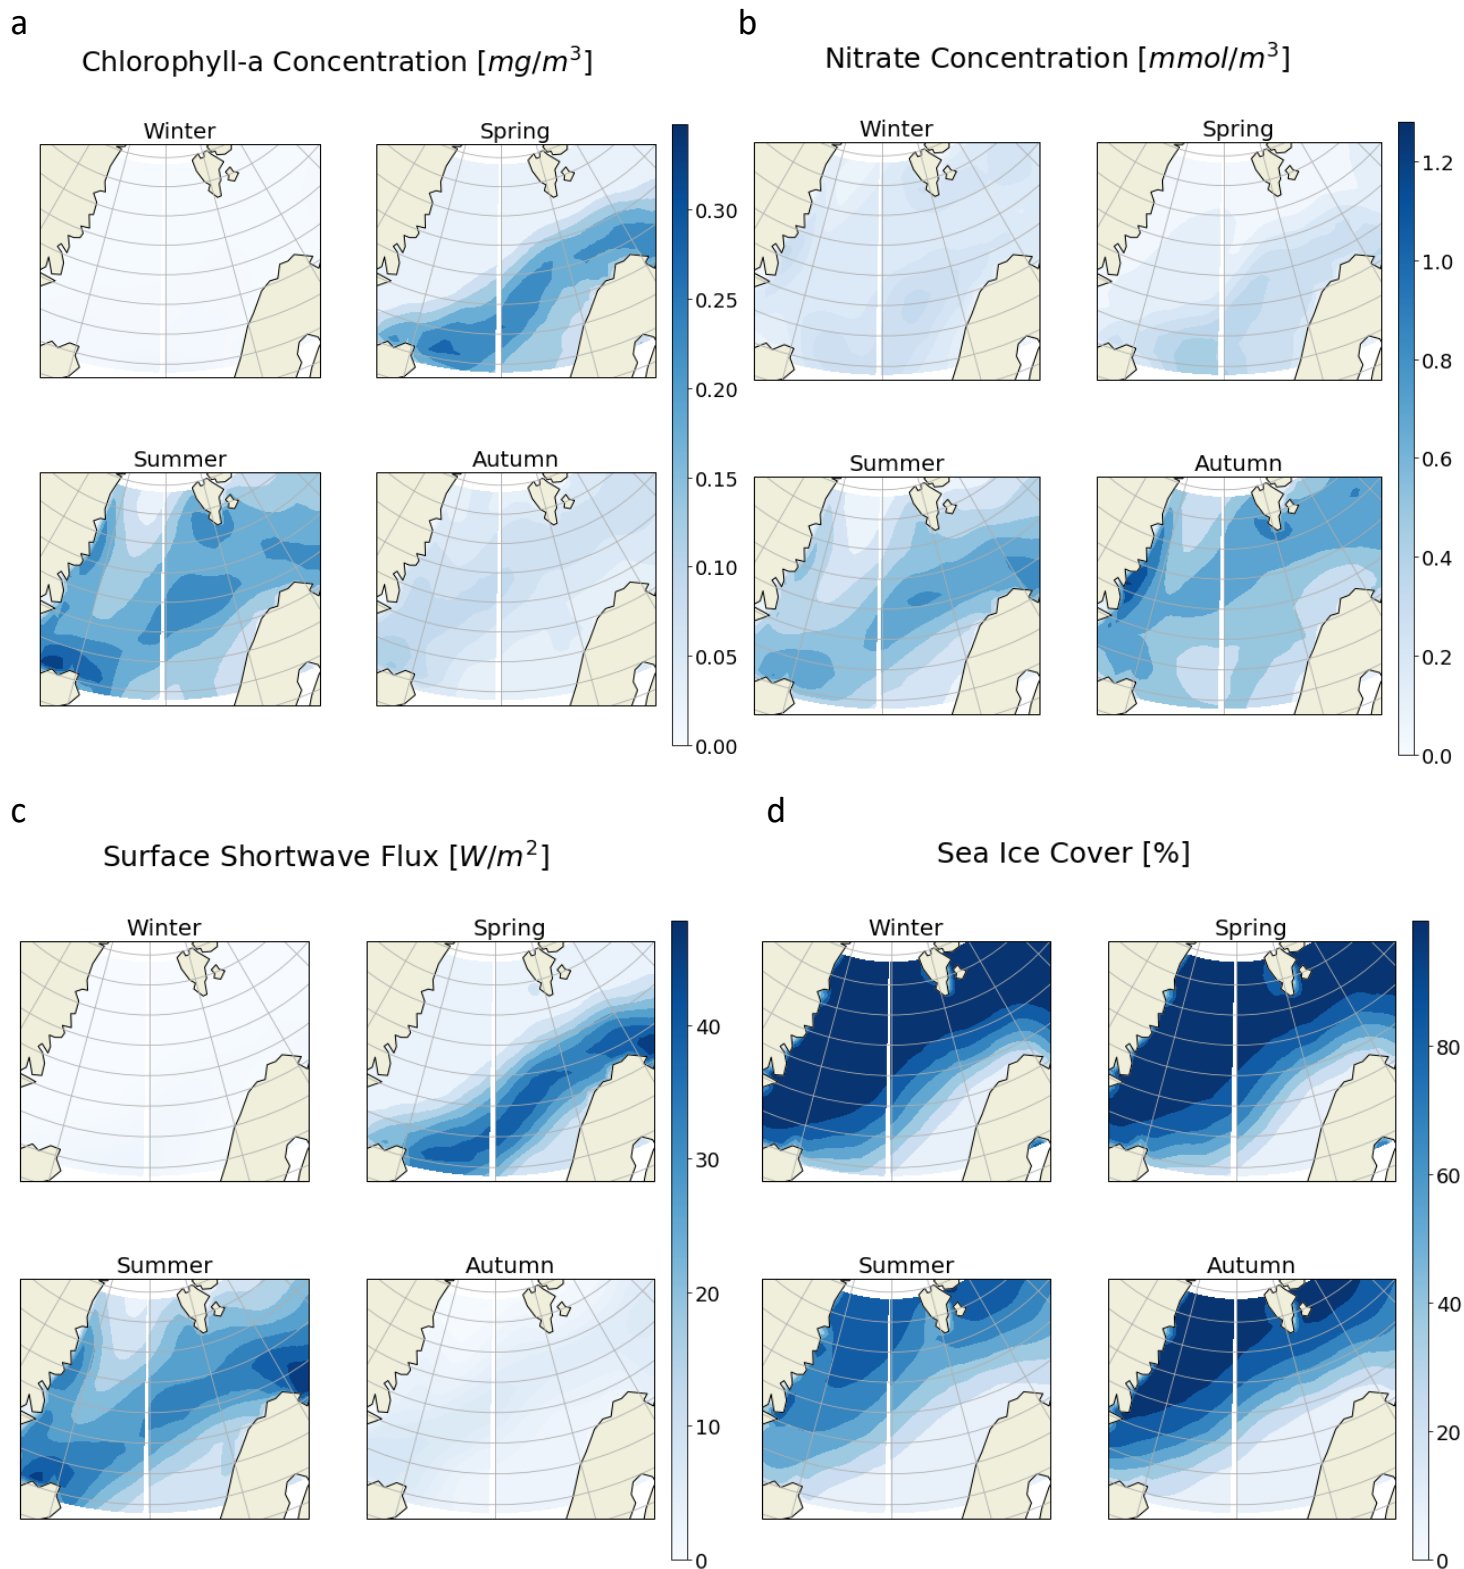 a
Chlorophyll-a Concentration [mg/m³]
Winter
Spring
Summer
Autumn
0.30
0.25
0.20
0.15
0.10
0.05
0.00
b
Nitrate Concentration [mmol/m³]
Winter
Spring
Summer
Autumn
1.2
1.0
0.8
0.6
0.4
0.2
0.0
c
Surface Shortwave Flux [W/m²]
Winter
Spring
Summer
Autumn
40
30
20
10
0
d
Sea Ice Cover [%]
Winter
Spring
Summer
Autumn
80
60
40
20
0